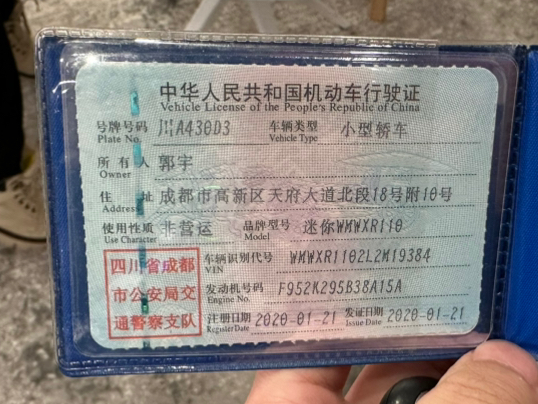 中华人民共和国机动车行驶证
Vehicle License of the People's Republic of China
号牌号码 川A430D3 车辆类型 小型轿车
Plate No. Vehicle Type
所有人 郭宇
Owner
住址 成都市高新区天府大道北段18号附10号
Address
使用性质 非营运 品牌型号 迷你WMWXR110
Use Character Model
四川省成都
市公安局交
通警察支队
车辆识别代号 WMWXR1102L2M19384
VIN
发动机号码 F952K295B38A15A
Engine No.
注册日期 2020-01-21 发证日期 2020-01-21
Register Date Issue Date